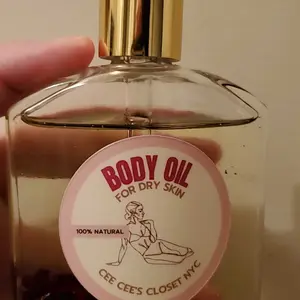 BODY OIL
FOR DRY SKIN
100% NATURAL
CEE CEE'S CLOSET NYC